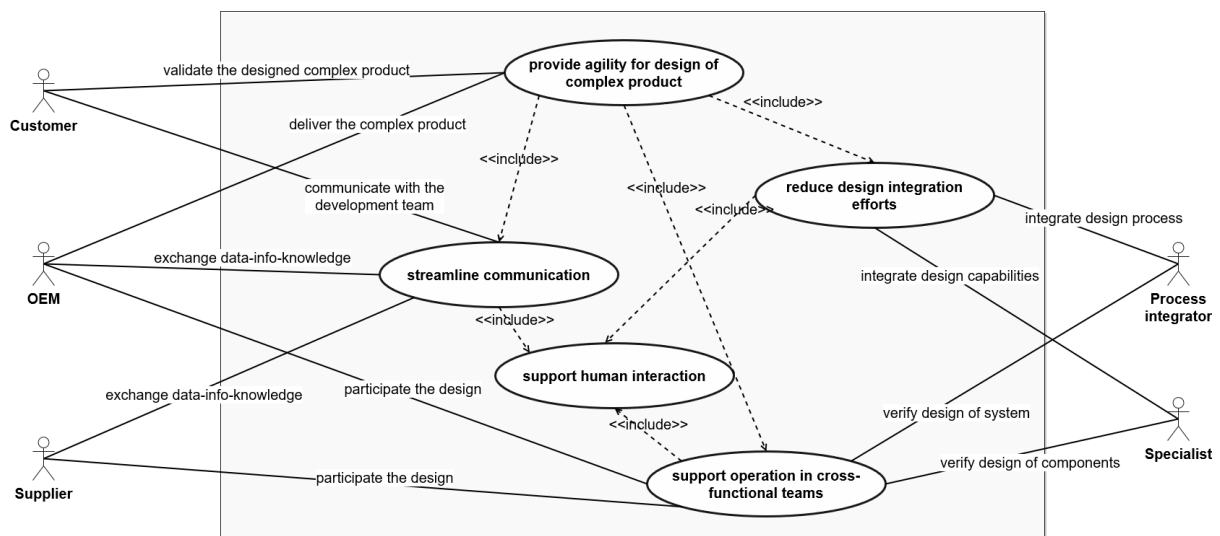 provide agility for design of
complex product
validate the designed complex product
<<include>>
Customer
deliver the complex product
<<include>>
communicate with the
development team
<<include>>
reduce design integration
efforts
<<include>>
integrate design process
exchange data-info-knowledge
streamline communication
integrate design capabilities
OEM
Process
integrator
<<include>>
support human interaction
participate the design
exchange data-info-knowledge
verify design of system
<<include>>
Specialist
verify design of components
support operation in cross-
functional teams
participate the design
Supplier